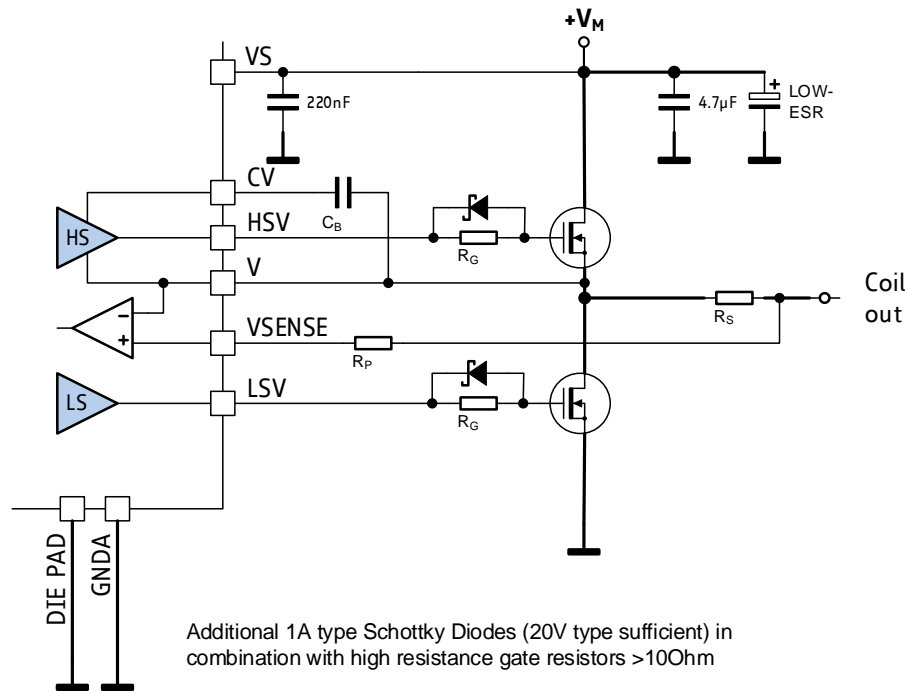 +VM
VS
220nF
4.7µF
+
LOW-
ESR
CV
CB
HS
HSV
RG
V
Coil
out
RS
−
+
VSENSE
RP
LS
LSV
RG
DIE PAD
GNDA
Additional 1A type Schottky Diodes (20V type sufficient) in
combination with high resistance gate resistors >10Ohm